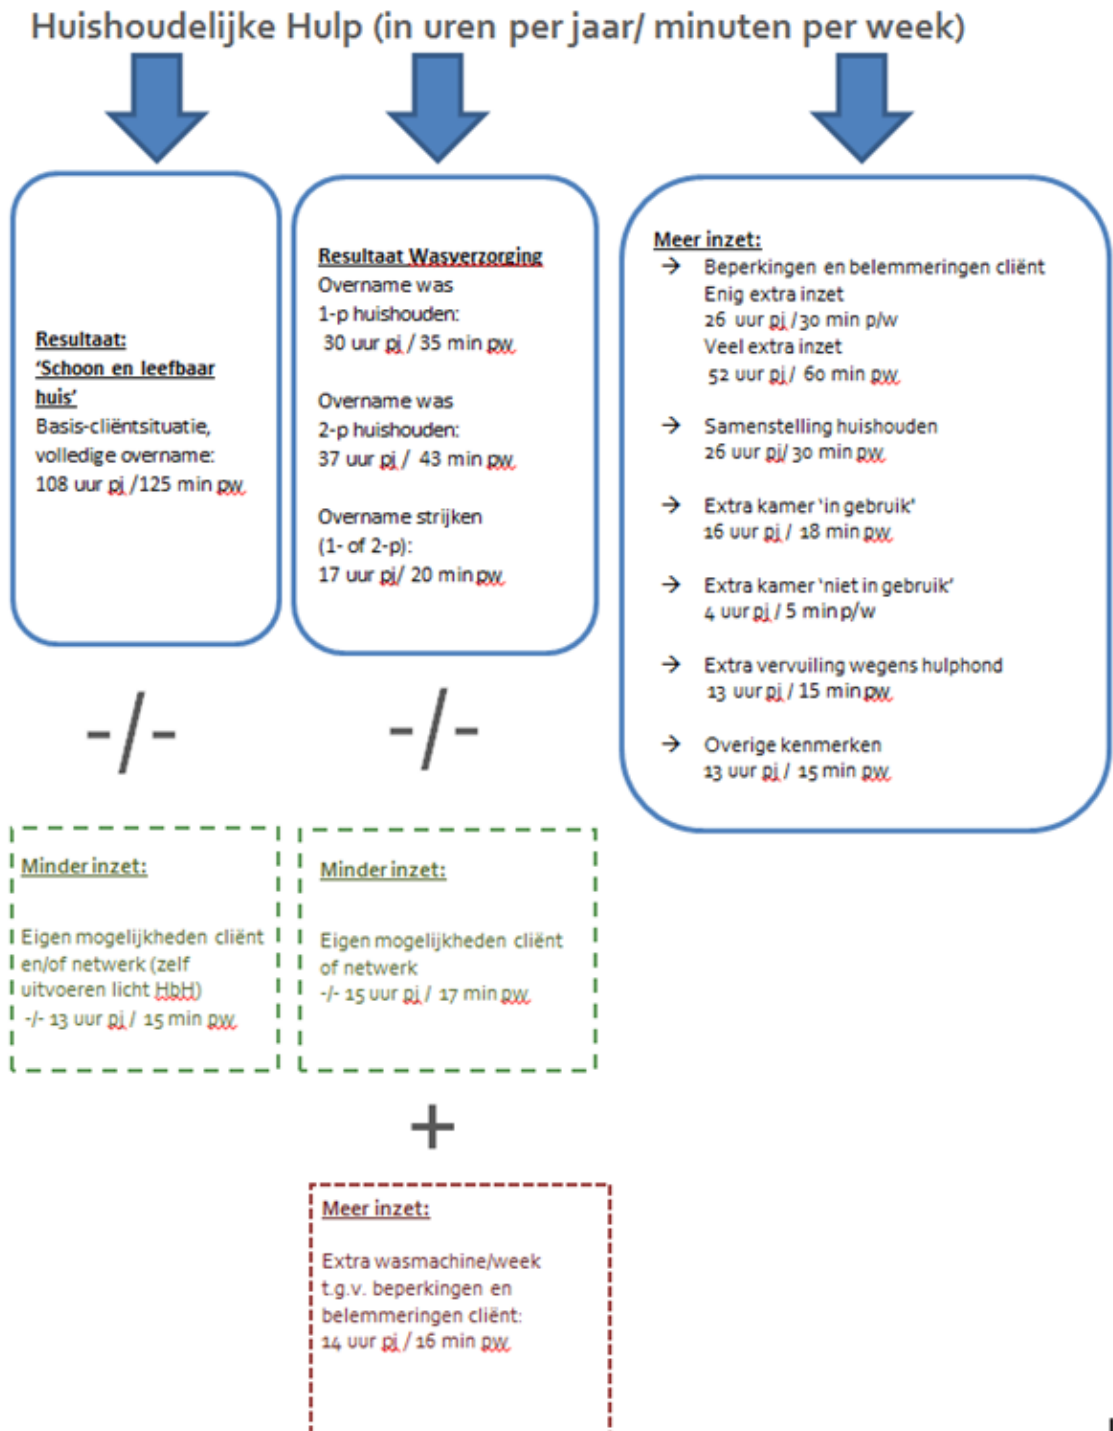 Huishoudelijke Hulp (in uren per jaar/ minuten per week)
Resultaat:
‘Schoon en leefbaar
huis’
Basis-cliëntsituatie,
volledige overname:
108 uur pj /125 min pw
Resultaat Wasverzorging
Overname was
1-p huishouden:
30 uur pj / 35 min pw
Overname was
2-p huishouden:
37 uur pj / 43 min pw
Overname strijken
(1- of 2-p):
17 uur pj/ 20 min pw
Meer inzet:
→ Beperkingen en belemmeringen cliënt
Enig extra inzet
26 uur pj /30 min p/w
Veel extra inzet
52 uur pj / 60 min pw
→ Samenstelling huishouden
26 uur pj/ 30 min pw
→ Extra kamer ‘in gebruik’
16 uur pj / 18 min pw
→ Extra kamer ‘niet in gebruik’
4 uur pj / 5 min p/w
→ Extra vervuiling wegens hulphond
13 uur pj / 15 min pw
→ Overige kenmerken
13 uur pj / 15 min pw
-/-
-/-
Minder inzet:
Eigen mogelijkheden cliënt
en/of netwerk (zelf
uitvoeren licht HbH)
-/- 13 uur pj / 15 min pw
Minder inzet:
Eigen mogelijkheden cliënt
of netwerk
-/- 15 uur pj / 17 min pw
+
Meer inzet:
Extra wasmachine/week
t.g.v. beperkingen en
belemmeringen cliënt:
14 uur pj / 16 min pw